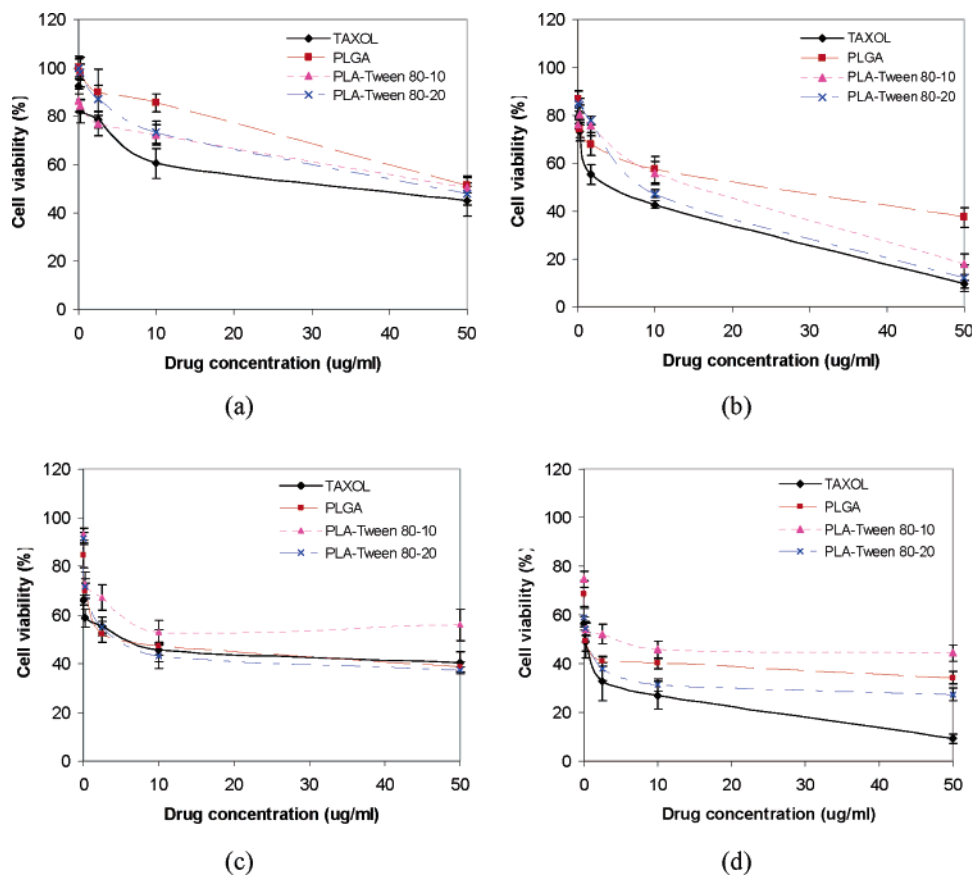 120
100
80
60
40
20
0
Cell viability (%)
TAXOL
PLGA
PLA-Tween 80-10
PLA-Tween 80-20
0 10 20 30 40 50
Drug concentration (ug/ml)
(a)
120
100
80
60
40
20
0
Cell viability (%)
TAXOL
PLGA
PLA-Tween 80-10
PLA-Tween 80-20
0 10 20 30 40 50
Drug concentration (ug/ml)
(b)
120
100
80
60
40
20
0
Cell viability (%)
TAXOL
PLGA
PLA-Tween 80-10
PLA-Tween 80-20
0 10 20 30 40 50
Drug concentration (ug/ml)
(c)
120
100
80
60
40
20
0
Cell viability (%)
TAXOL
PLGA
PLA-Tween 80-10
PLA-Tween 80-20
0 10 20 30 40 50
Drug concentration (ug/ml)
(d)